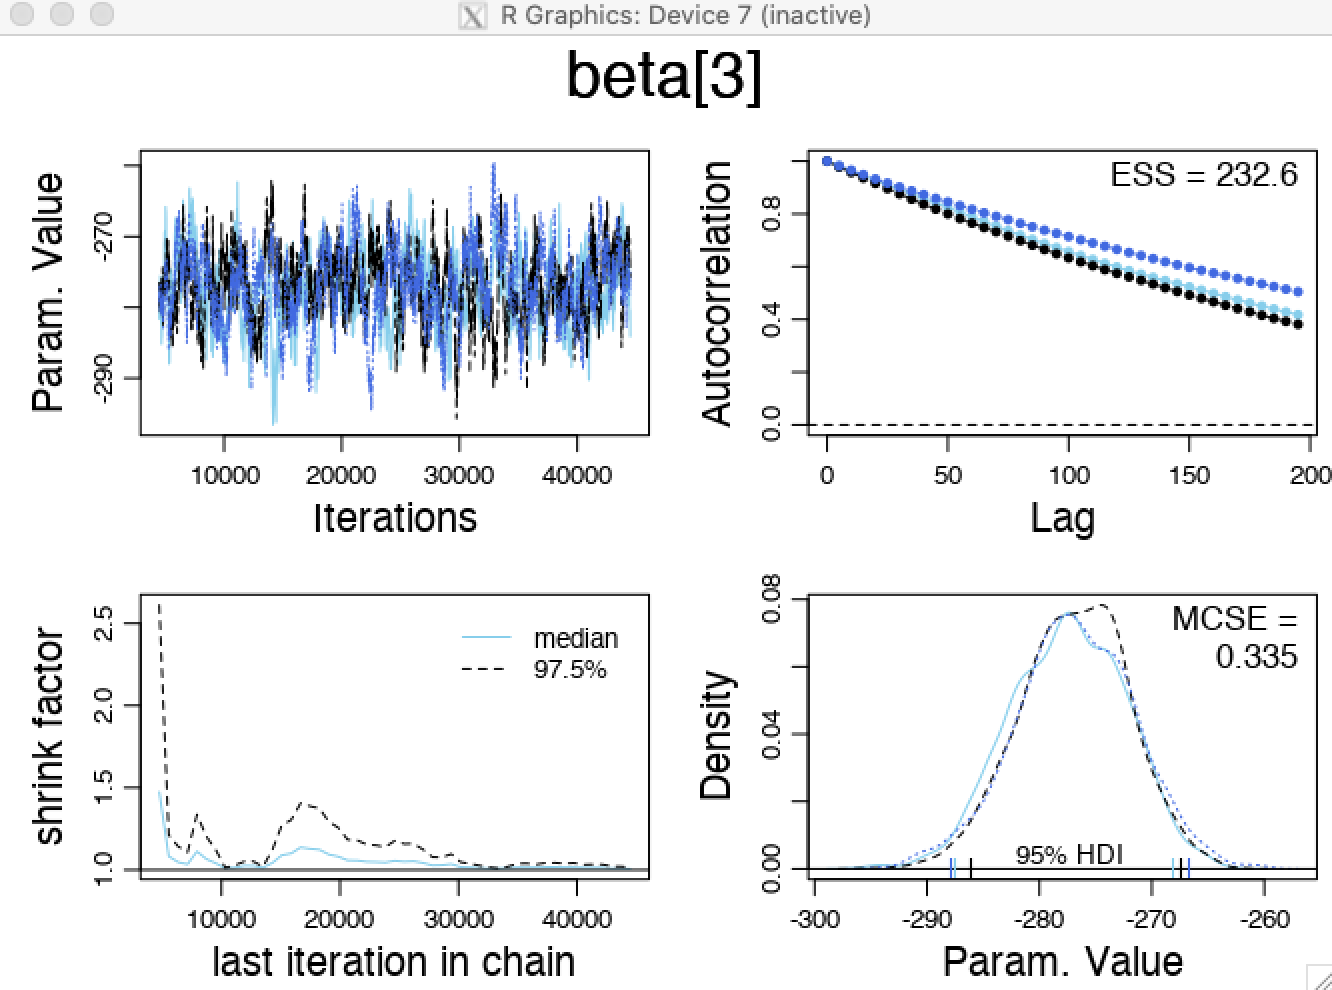 R Graphics: Device 7 (inactive)
beta[3]
Param. Value
-290
-270
10000 20000 30000 40000
Iterations
Autocorrelation
0.0
0.4
0.8
ESS = 232.6
0 50 100 150 200
Lag
shrink factor
1.0
1.5
2.0
2.5
median
97.5%
10000 20000 30000 40000
last iteration in chain
Density
0.00
0.04
0.08
MCSE =
0.335
95% HDI
-300 -290 -280 -270 -260
Param. Value